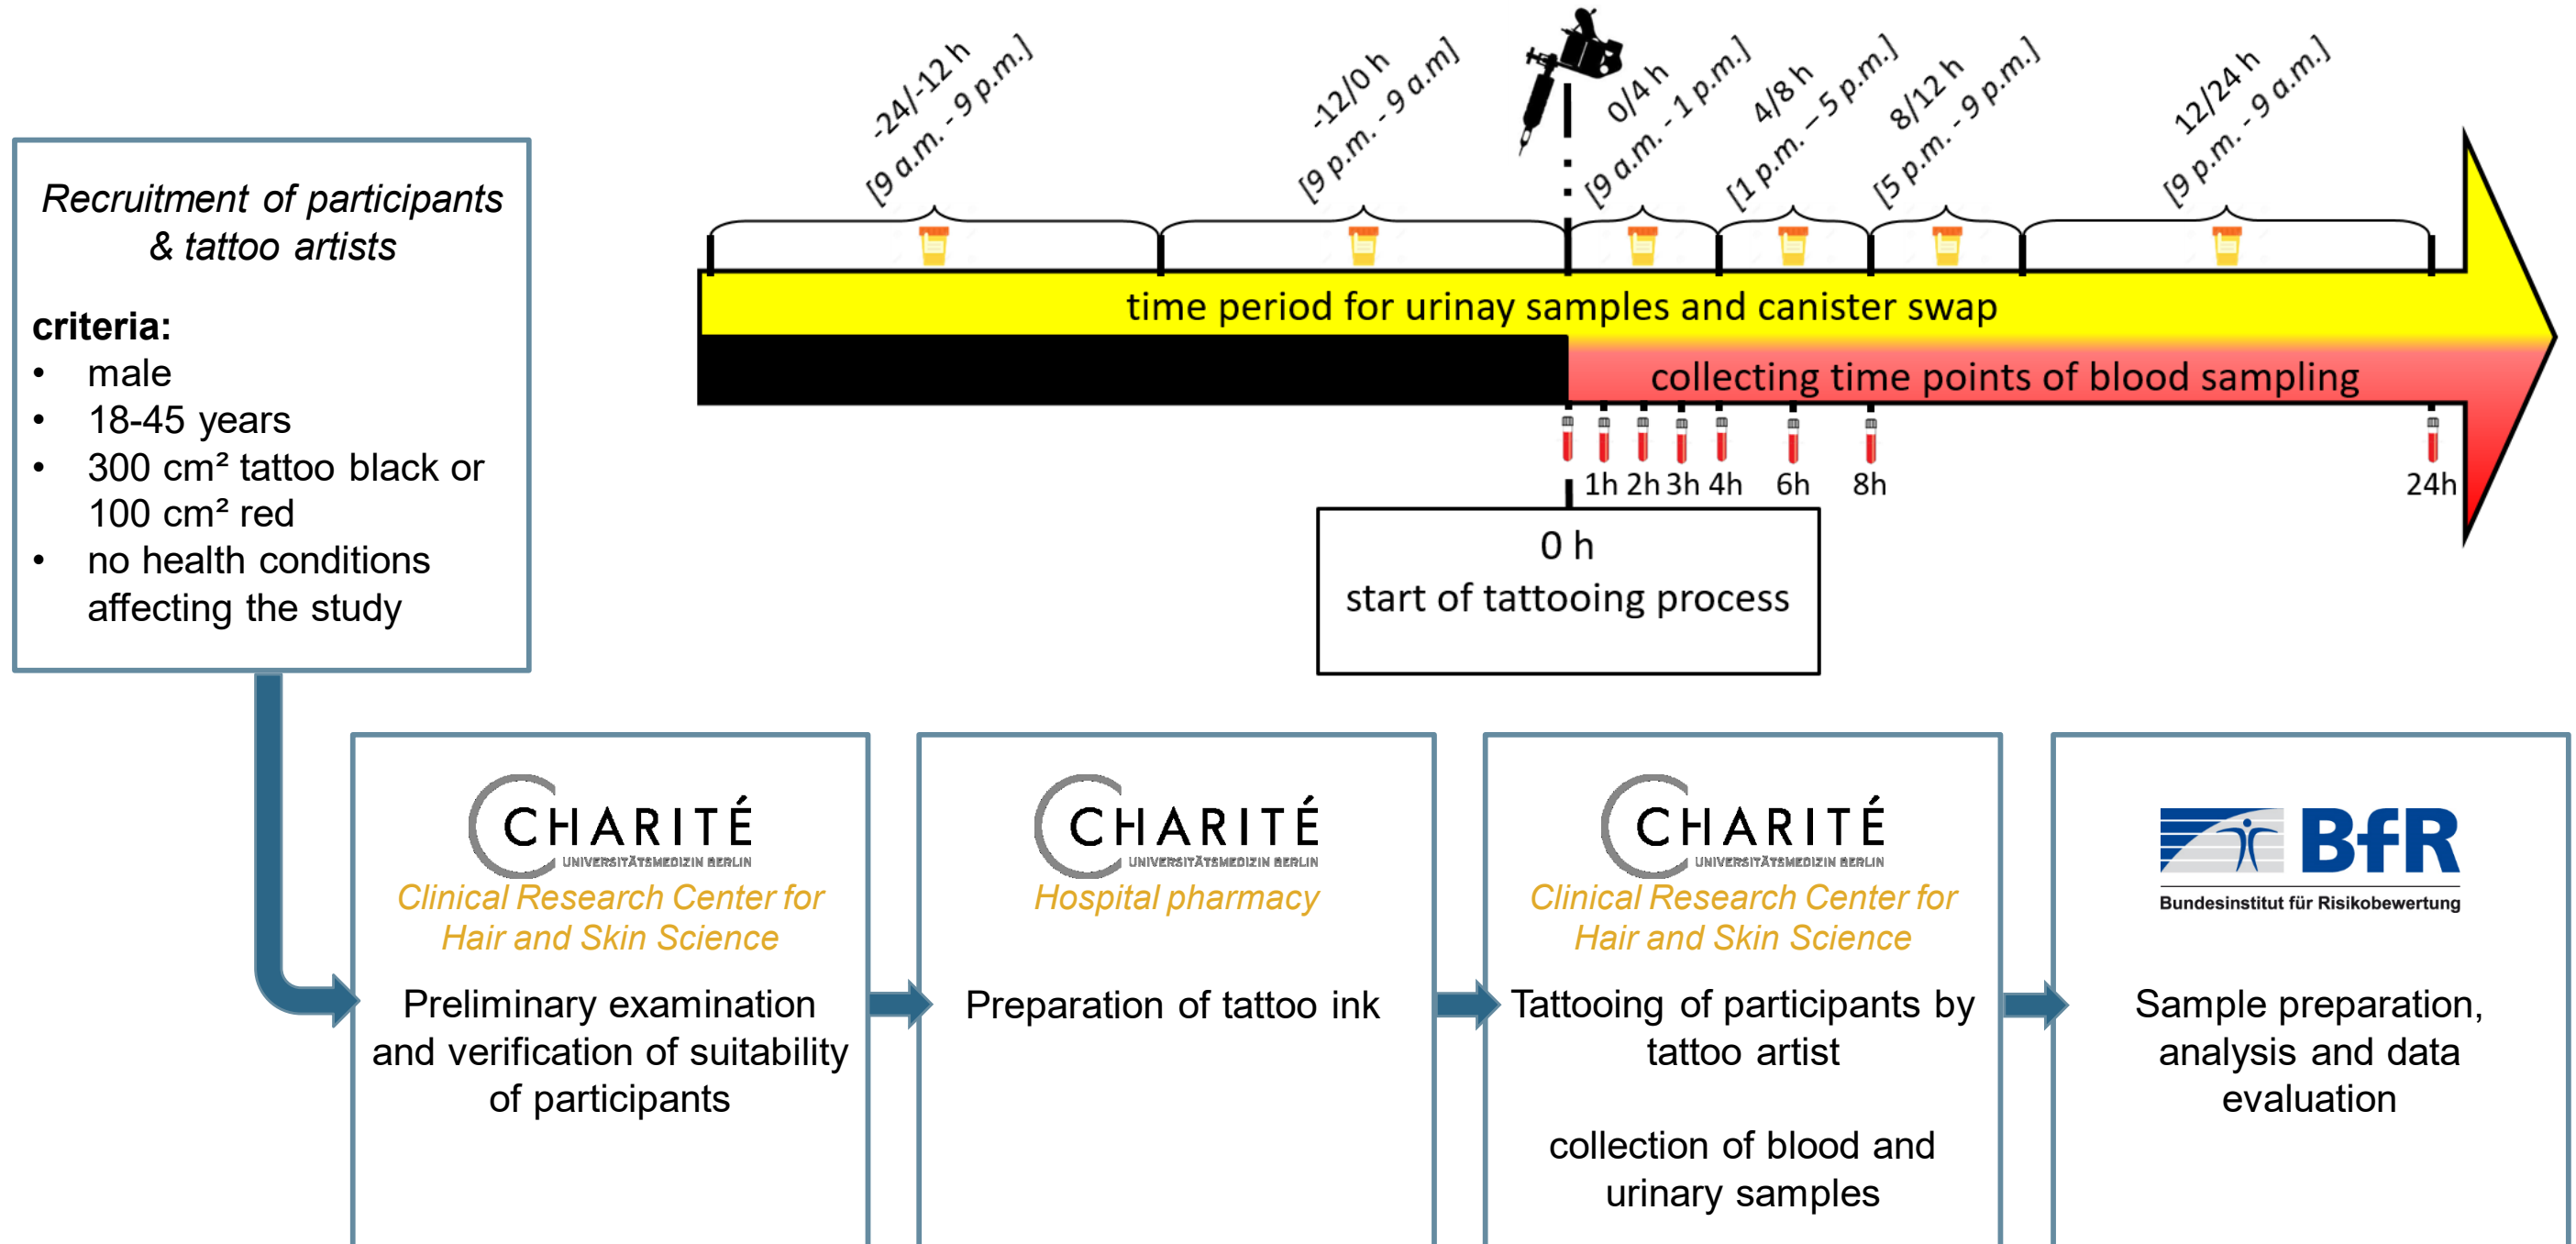 Recruitment of participants
& tattoo artists
criteria:
• male
• 18-45 years
• 300 cm² tattoo black or
100 cm² red
• no health conditions
affecting the study
-24/-12 h
[9 a.m. - 9 p.m.]
-12/0 h
[9 p.m. - 9 a.m]
0/4 h
[9 a.m. - 1 p.m.]
4/8 h
[1 p.m. – 5 p.m.]
8/12 h
[5 p.m. - 9 p.m.]
12/24 h
[9 p.m. - 9 a.m.]
time period for urinay samples and canister swap
collecting time points of blood sampling
1h 2h 3h 4h 6h 8h 24h
0 h
start of tattooing process
CHARITÉ
UNIVERSITÄTSMEDIZIN BERLIN
Clinical Research Center for
Hair and Skin Science
Preliminary examination
and verification of suitability
of participants
CHARITÉ
UNIVERSITÄTSMEDIZIN BERLIN
Hospital pharmacy
Preparation of tattoo ink
CHARITÉ
UNIVERSITÄTSMEDIZIN BERLIN
Clinical Research Center for
Hair and Skin Science
Tattooing of participants by
tattoo artist
collection of blood and
urinary samples
BfR
Bundesinstitut für Risikobewertung
Sample preparation,
analysis and data
evaluation